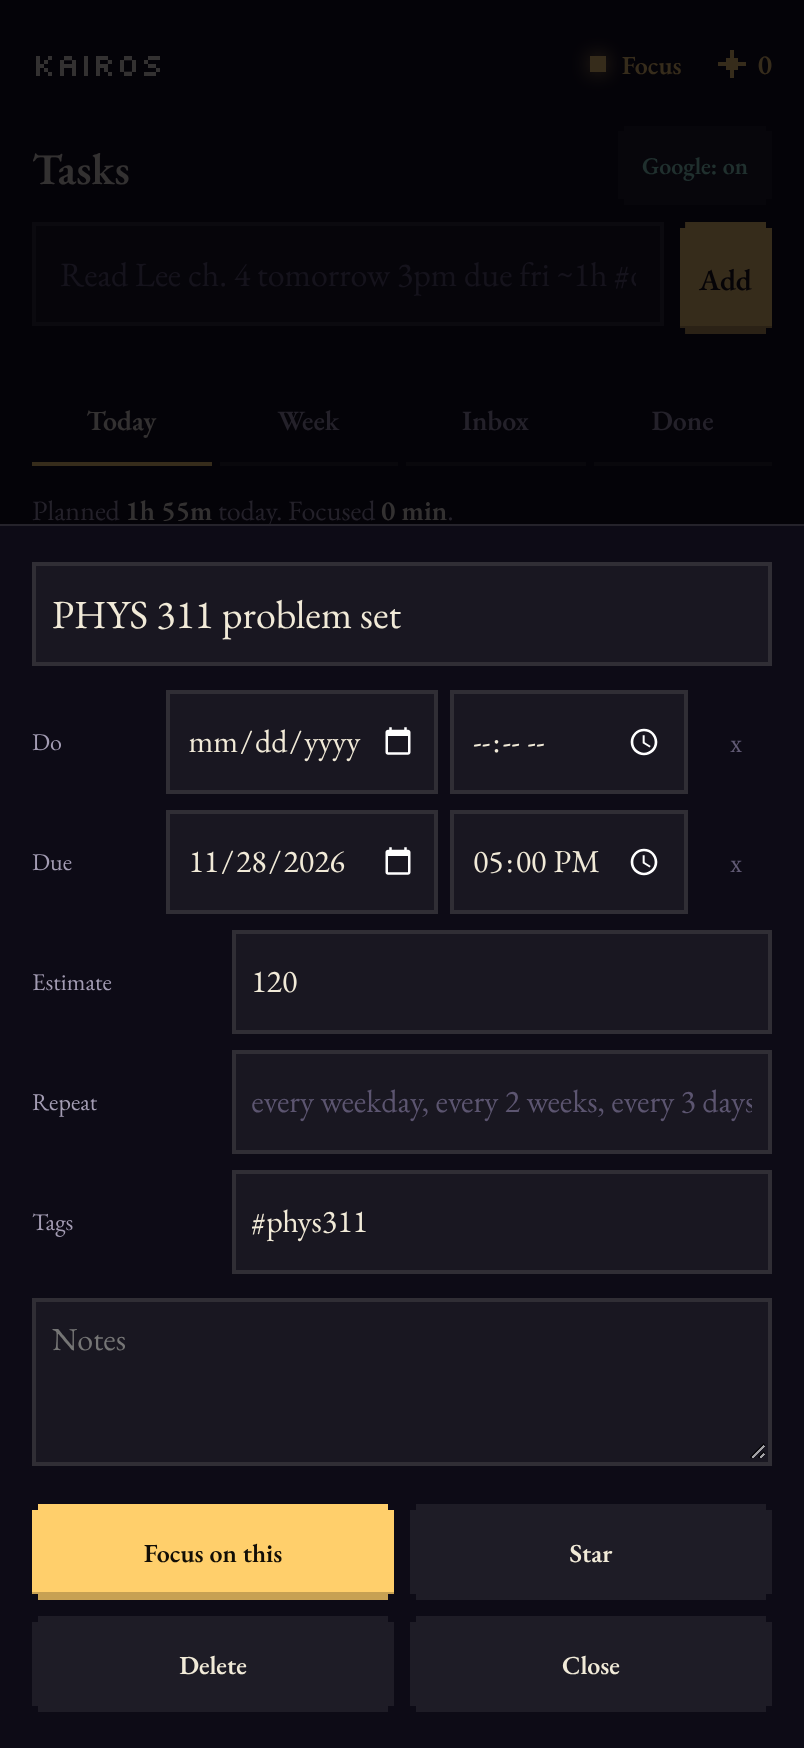 KAIROS
Focus 0
Tasks
Google: on
Read Lee ch. 4 tomorrow 3pm due fri ~1h #
Add
Today Week Inbox Done
Planned 1h 55m today. Focused 0 min.
PHYS 311 problem set
Do mm/dd/yyyy --:-- -- x
Due 11/28/2026 05:00 PM x
Estimate 120
Repeat every weekday, every 2 weeks, every 3 days
Tags #phys311
Notes
Focus on this Star
Delete Close